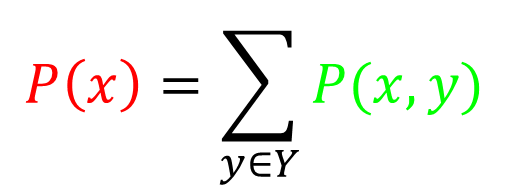 P(x) = ∑ P(x, y)
y∈Y